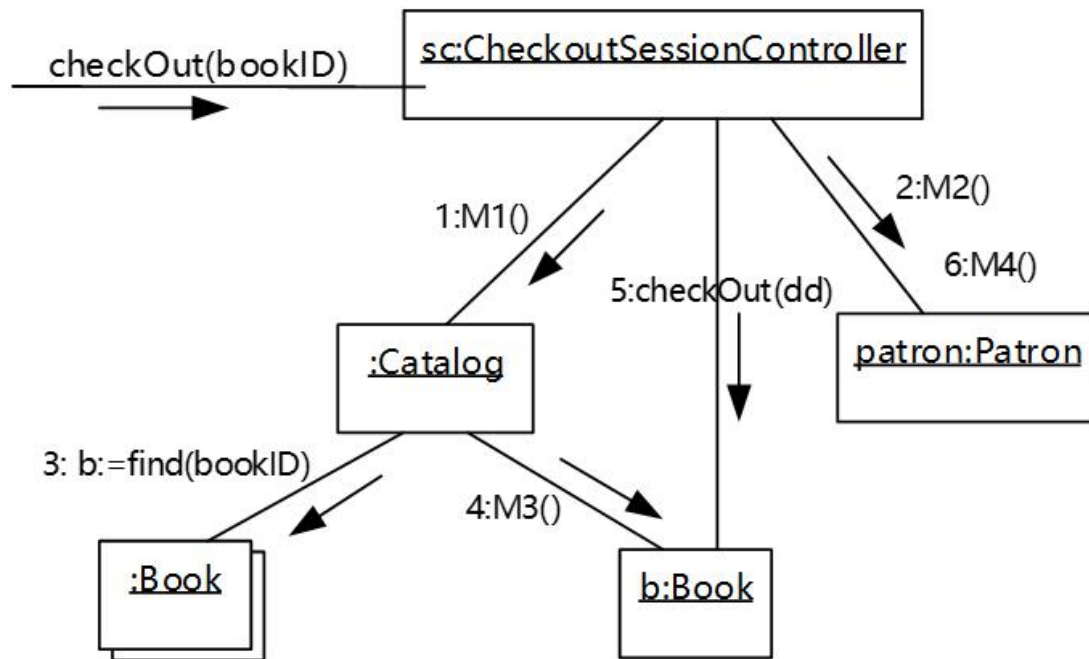 sc:CheckoutSessionController
checkOut(bookID)
1:M1()
2:M2()
6:M4()
5:checkOut(dd)
:Catalog
patron:Patron
3: b:=find(bookID)
4:M3()
:Book
b:Book